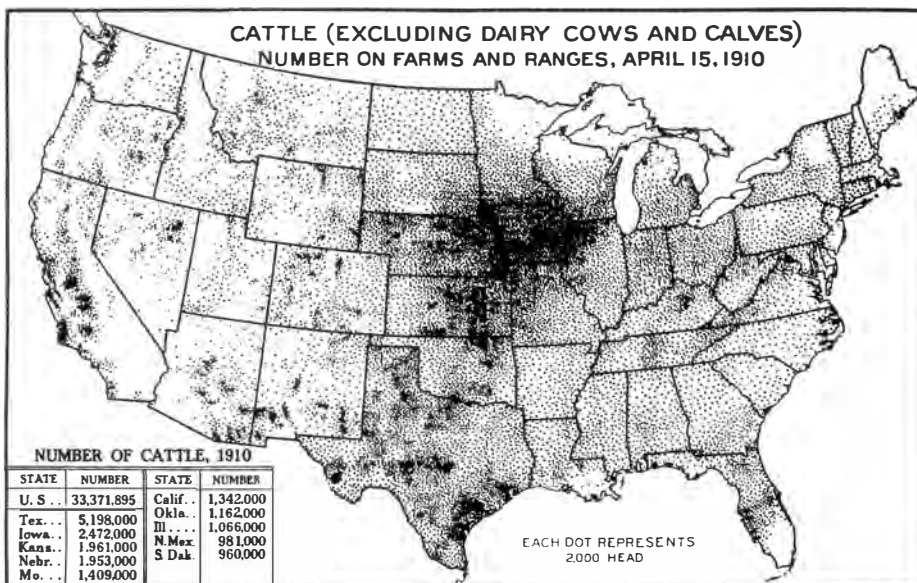 CATTLE (EXCLUDING DAIRY COWS AND CALVES)
NUMBER ON FARMS AND RANGES, APRIL 15, 1910
NUMBER OF CATTLE, 1910
STATE NUMBER STATE NUMBER
U. S .. 33,371,895
Tex... 5,198,000
Iowa.. 2,472,000
Kans.. 1,961,000
Nebr.. 1,953,000
Mo... 1,409,000
Calif.. 1,342,000
Okla.. 1,162,000
Ill .... 1,066,000
N.Mex 981,000
S. Dak. 960,000
EACH DOT REPRESENTS
2,000 HEAD